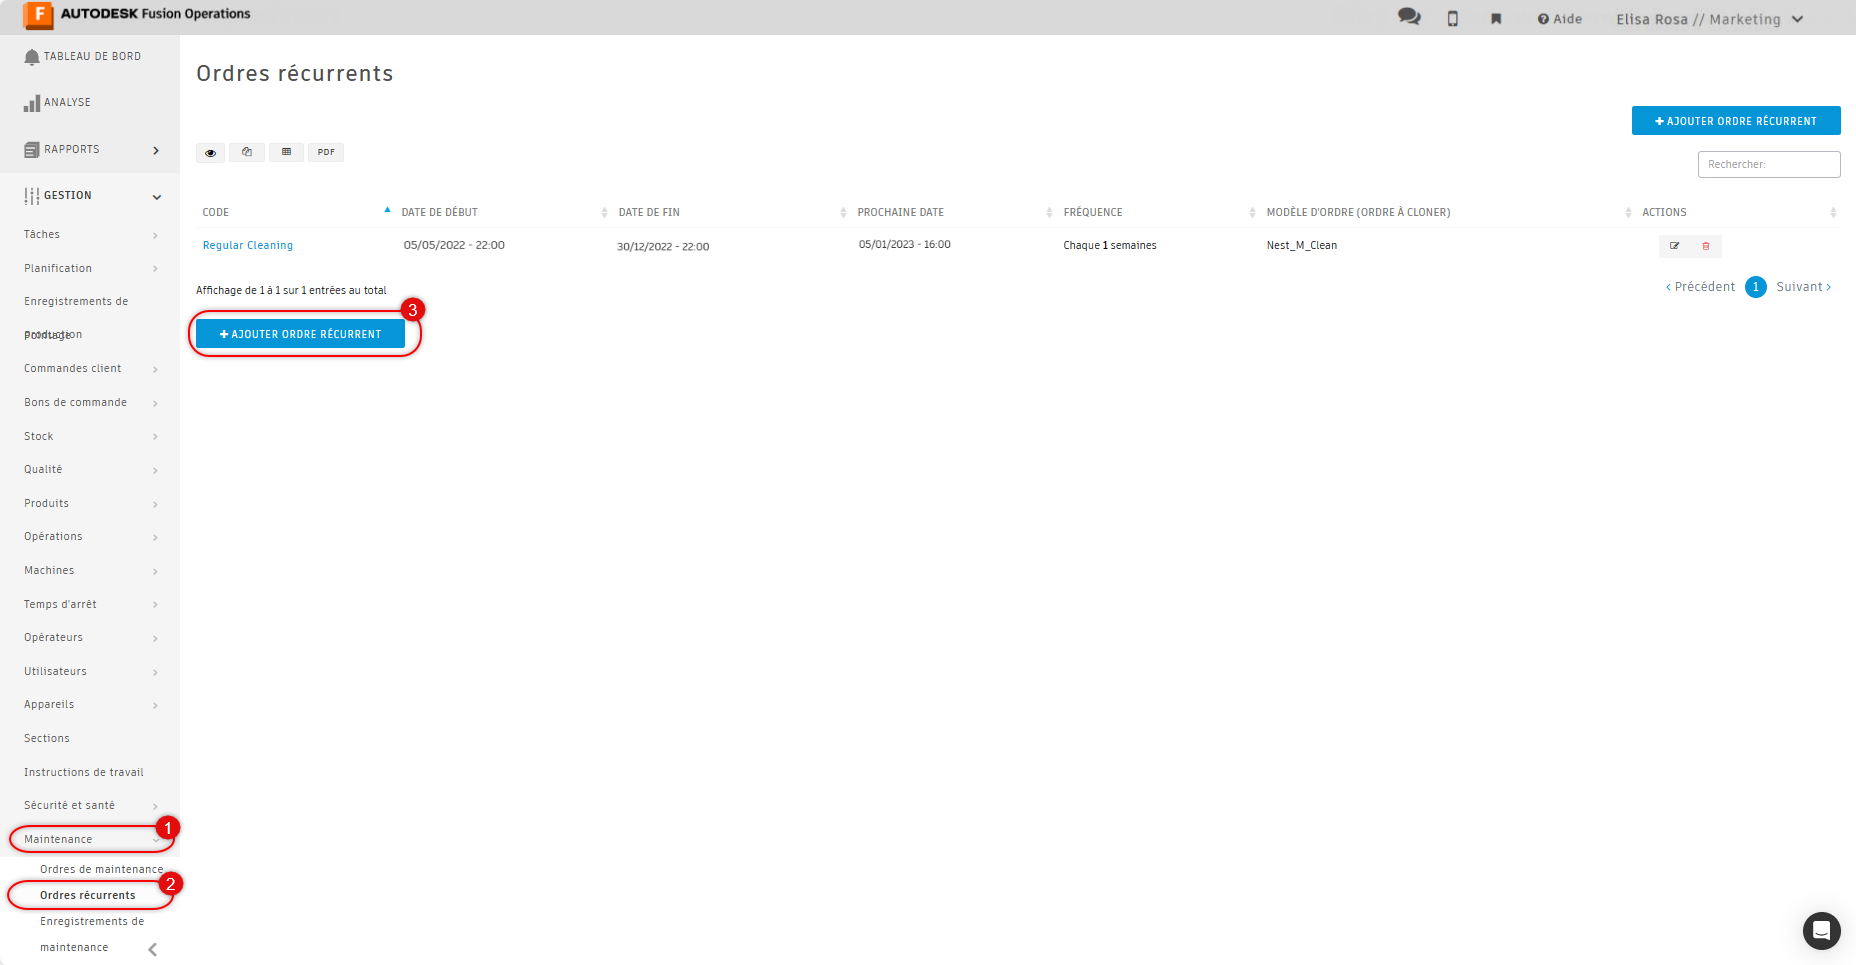 F AUTODESK Fusion Operations
Aide
Elisa Rosa // Marketing
TABLEAU DE BORD
ANALYSE
RAPPORTS
GESTION
Tâches
Planification
Enregistrements de
production
Pointage
Commandes client
Bons de commande
Stock
Qualité
Produits
Opérations
Machines
Temps d'arrêt
Opérateurs
Utilisateurs
Appareils
Sections
Instructions de travail
Sécurité et santé
Maintenance
1
Ordres de maintenance
Ordres récurrents
2
Enregistrements de
maintenance
Ordres récurrents
+ AJOUTER ORDRE RÉCURRENT
PDF
Rechercher:
CODE DATE DE DÉBUT DATE DE FIN PROCHAINE DATE FRÉQUENCE MODÈLE D'ORDRE (ORDRE À CLONER) ACTIONS
Regular Cleaning 05/05/2022 - 22:00 30/12/2022 - 22:00 05/01/2023 - 16:00 Chaque 1 semaines Nest_M_Clean
Affichage de 1 à 1 sur 1 entrées au total
‹ Précédent 1 Suivant ›
3
+ AJOUTER ORDRE RÉCURRENT